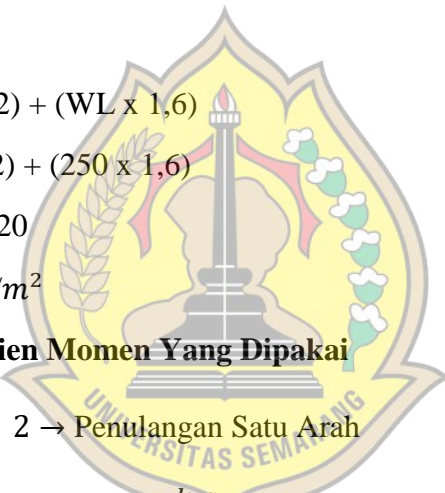 2) + (WL x 1,6)
2) + (250 x 1,6)
20
/m²
ien Momen Yang Dipakai
2 → Penulangan Satu Arah
UNIVERSITAS SEMARANG